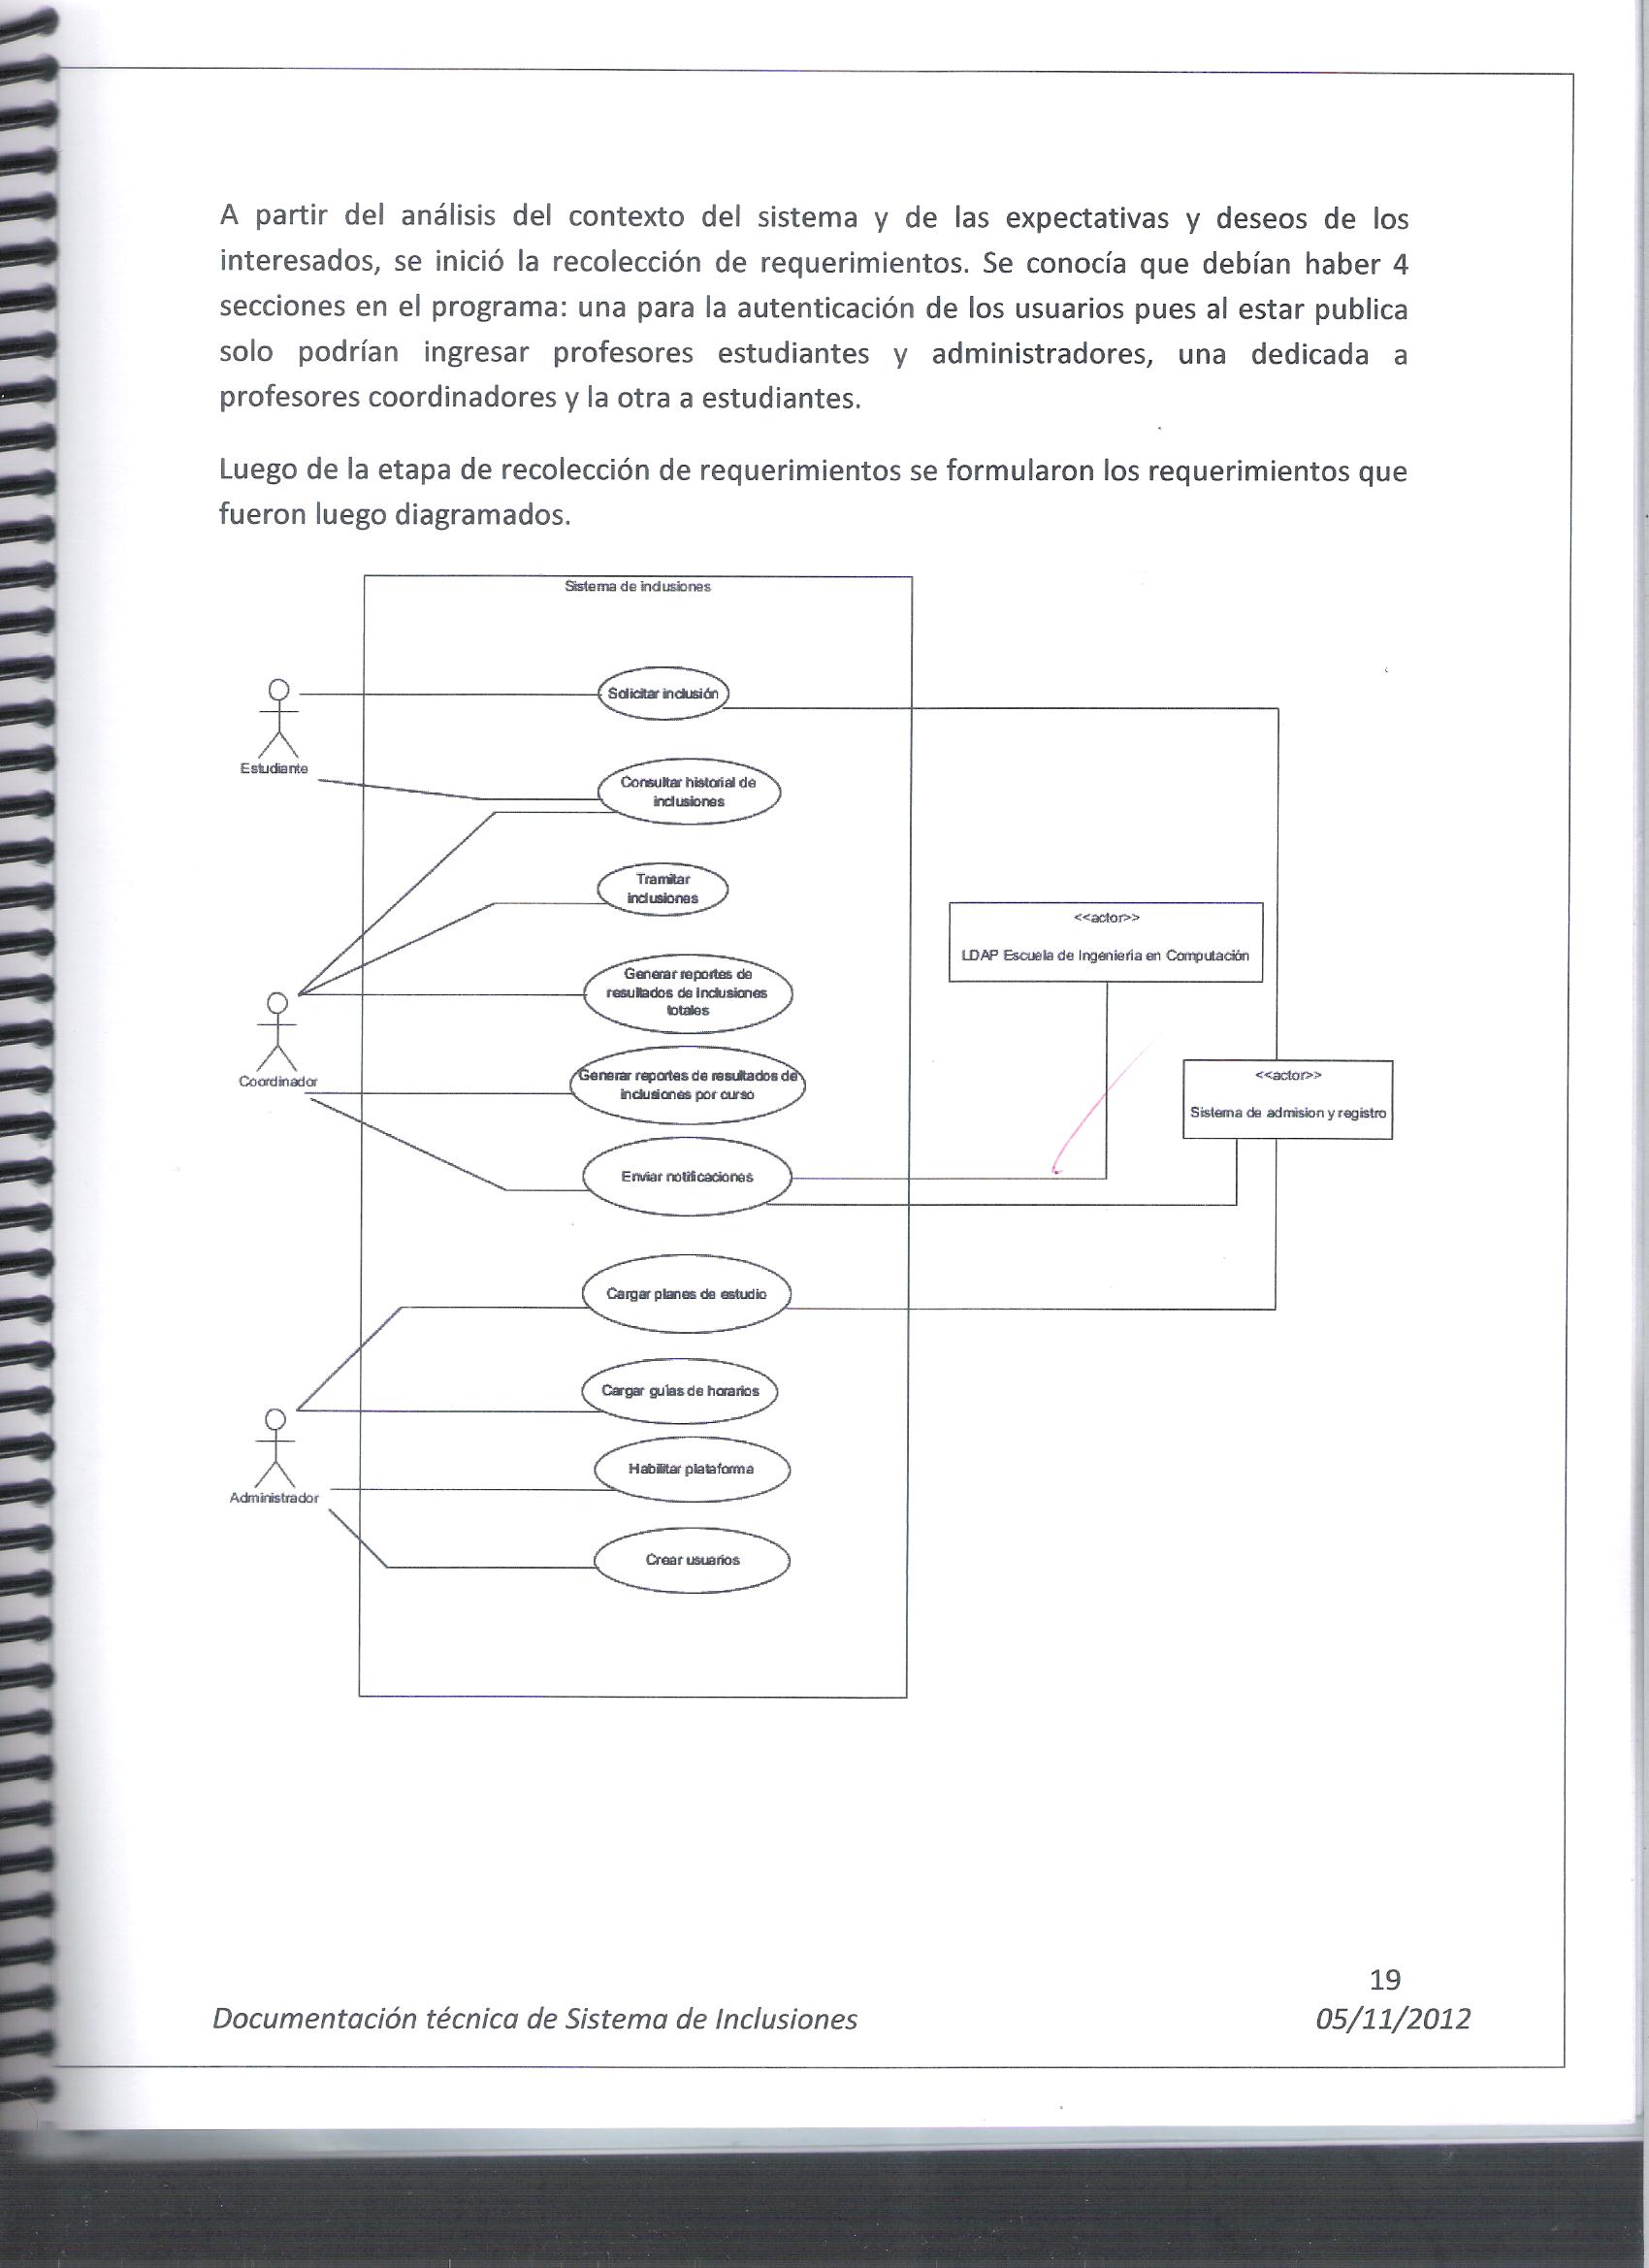 A partir del análisis del contexto del sistema y de las expectativas y deseos de los
interesados, se inició la recolección de requerimientos. Se conocía que debían haber 4
secciones en el programa: una para la autenticación de los usuarios pues al estar publica
solo podrían ingresar profesores estudiantes y administradores, una dedicada a
profesores coordinadores y la otra a estudiantes.
Luego de la etapa de recolección de requerimientos se formularon los requerimientos que
fueron luego diagramados.
Sistema de inclusiones
Solicitar inclusión
Estudiante
Consultar historial de
inclusiones
Tramitar
inclusiones
<<actor>>
LDAP Escuela de Ingeniería en Computación
Generar reportes de
resultados de inclusiones
totales
Coordinador
Generar reportes de resultados de
inclusiones por curso
<<actor>>
Sistema de admision y registro
Enviar notificaciones
Cargar planes de estudio
Cargar guías de horarios
Habilitar plataforma
Administrador
Crear usuarios
19
Documentación técnica de Sistema de Inclusiones
05/11/2012